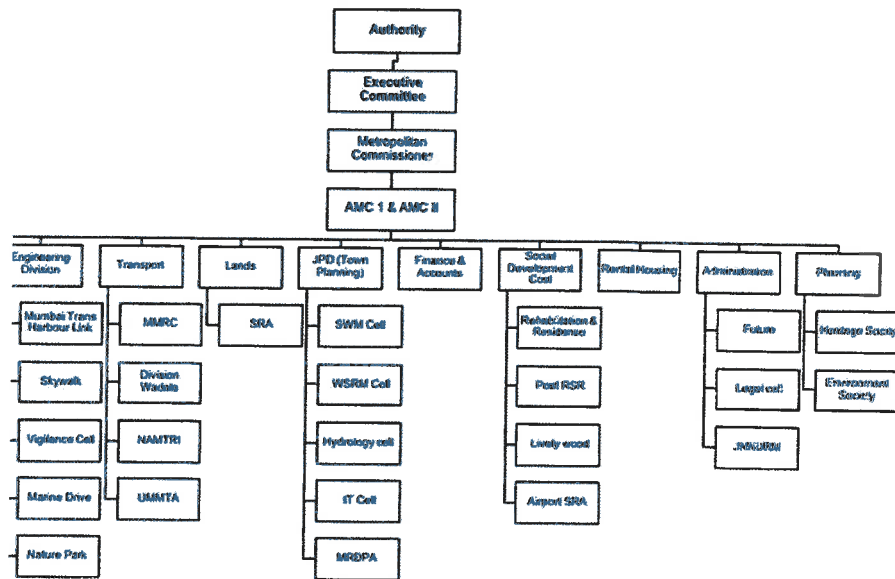 Authority
Executive
Committee
Metropolitan
Commissioner
AMC 1 & AMC II
Engineering
Division
Transport
Lands
JPD (Town
Planning)
Finance &
Accounts
Social
Development
Cost
Rental Housing
Administration
Planning
Mumbai Trans
Harbour Link
MMRC
SRA
SWM Cell
Rehabilitation &
Future
Heritage Society
Skywalk
Division
Wadala
WSRM Cell
Post RSR
Legal cell
Environment
Society
Vigilance Cell
NAMTRI
Hydrology cell
Lively wood
JNNURM
Marine Drive
UMMTA
IT Cell
Airport SRA
Nature Park
MRDPA